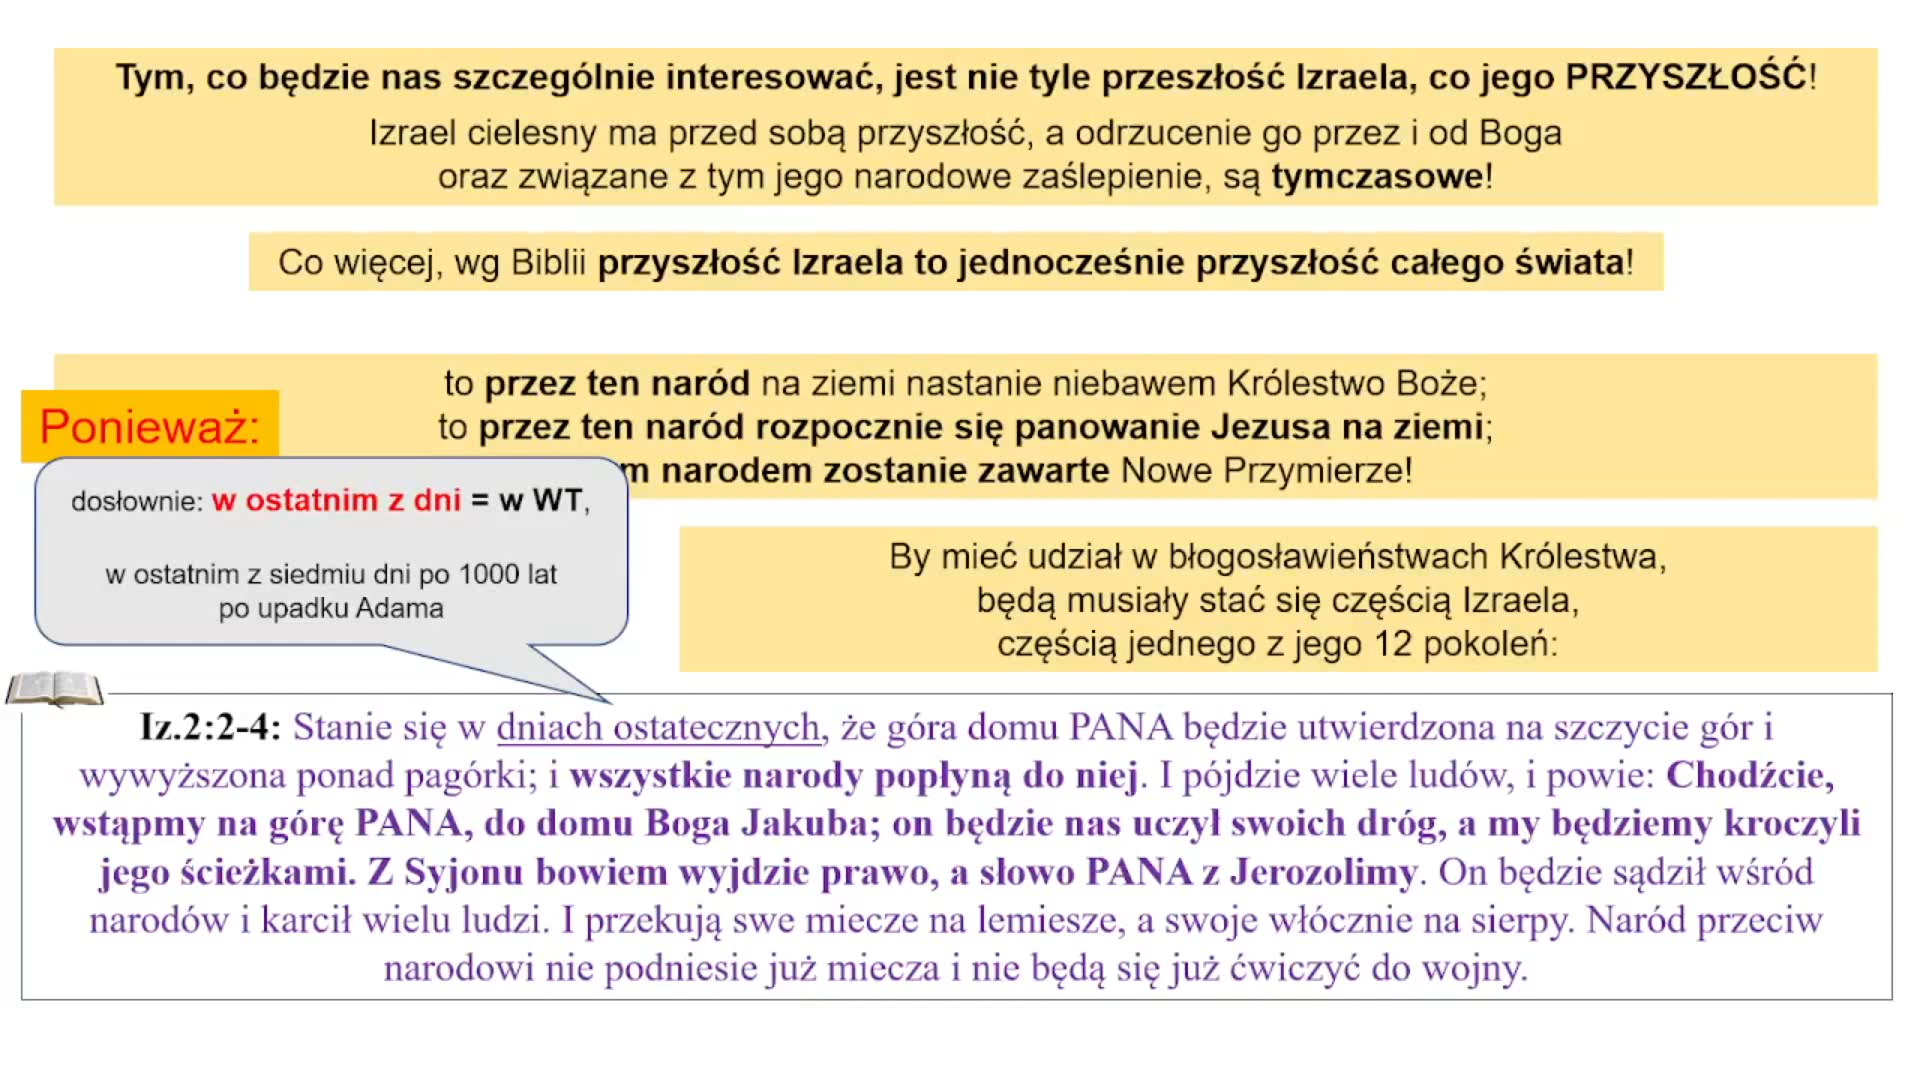 Tym, co będzie nas szczególnie interesować, jest nie tyle przeszłość Izraela, co jego PRZYSZŁOŚĆ!
Izrael cielesny ma przed sobą przyszłość, a odrzucenie go przez i od Boga
oraz związane z tym jego narodowe zaślepienie, są tymczasowe!
Co więcej, wg Biblii przyszłość Izraela to jednocześnie przyszłość całego świata!
Ponieważ:
to przez ten naród na ziemi nastanie niebawem Królestwo Boże;
to przez ten naród rozpocznie się panowanie Jezusa na ziemi;
m narodem zostanie zawarte Nowe Przymierze!
dosłownie: w ostatnim z dni = w WT,
w ostatnim z siedmiu dni po 1000 lat
po upadku Adama
By mieć udział w błogosławieństwach Królestwa,
będą musiały stać się częścią Izraela,
częścią jednego z jego 12 pokoleń:
Iz.2:2-4: Stanie się w dniach ostatecznych, że góra domu PANA będzie utwierdzona na szczycie gór i
wywyższona ponad pagórki; i wszystkie narody popłyną do niej. I pójdzie wiele ludów, i powie: Chodźcie,
wstąpmy na górę PANA, do domu Boga Jakuba; on będzie nas uczył swoich dróg, a my będziemy kroczyli
jego ścieżkami. Z Syjonu bowiem wyjdzie prawo, a słowo PANA z Jerozolimy. On będzie sądził wśród
narodów i karcił wielu ludzi. I przekują swe miecze na lemiesze, a swoje włócznie na sierpy. Naród przeciw
narodowi nie podniesie już miecza i nie będą się już ćwiczyć do wojny.